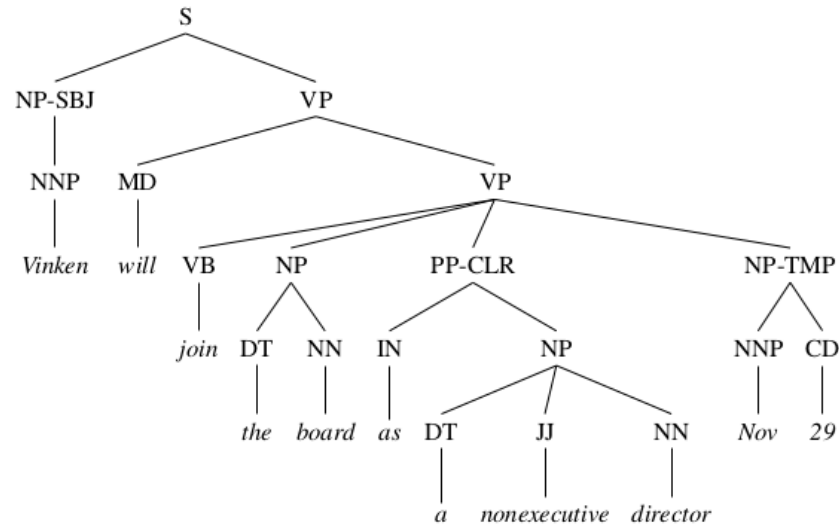 S
NP-SBJ VP
NNP MD VP
Vinken will VB NP PP-CLR NP-TMP
join DT NN IN NP NNP CD
the board as DT JJ NN Nov 29
a nonexecutive director